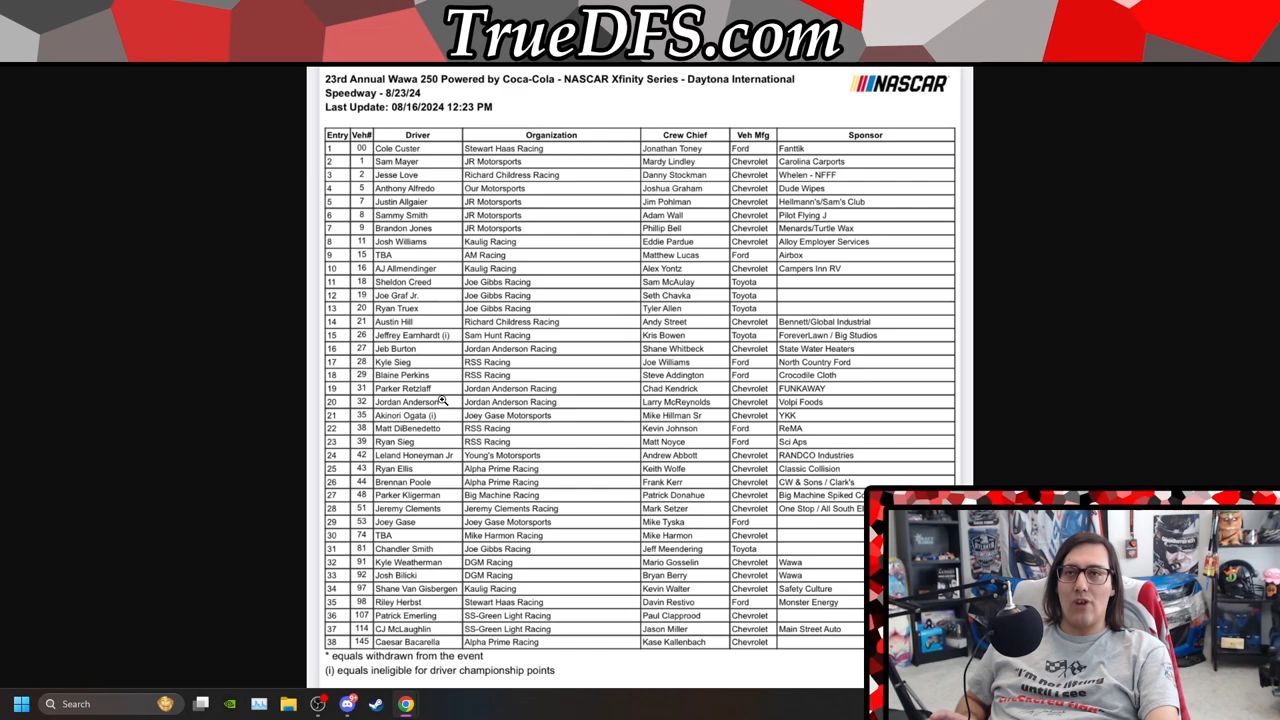 TrueDFS.com
23rd Annual Wawa 250 Powered by Coca-Cola - NASCAR Xfinity Series - Daytona International
Speedway - 8/23/24
Last Update: 08/16/2024 12:23 PM
NASCAR
Entry Veh# Driver Organization Crew Chief Veh Mfg Sponsor
1 00 Cole Custer Stewart Haas Racing Jonathan Toney Ford Fanttik
2 1 Sam Mayer JR Motorsports Mardy Lindley Chevrolet Carolina Carports
3 2 Jesse Love Richard Childress Racing Danny Stockman Chevrolet Whelen - NFFF
4 5 Anthony Alfredo Our Motorsports Joshua Graham Chevrolet Dude Wipes
5 7 Justin Allgaier JR Motorsports Jim Pohlman Chevrolet Hellmann's/Sam's Club
6 8 Sammy Smith JR Motorsports Adam Wall Chevrolet Pilot Flying J
7 9 Brandon Jones JR Motorsports Phillip Bell Chevrolet Menards/Turtle Wax
8 11 Josh Williams Kaulig Racing Eddie Pardue Chevrolet Alloy Employer Services
9 15 TBA AM Racing Matthew Lucas Ford Airbox
10 16 AJ Allmendinger Kaulig Racing Alex Yontz Chevrolet Campers Inn RV
11 18 Sheldon Creed Joe Gibbs Racing Sam McAulay Toyota
12 19 Joe Graf Jr. Joe Gibbs Racing Seth Chavka Toyota
13 20 Ryan Truex Joe Gibbs Racing Tyler Allen Toyota
14 21 Austin Hill Richard Childress Racing Andy Street Chevrolet Bennett/Global Industrial
15 26 Jeffrey Earnhardt (i) Sam Hunt Racing Kris Bowen Toyota ForeverLawn / Big Studios
16 27 Jeb Burton Jordan Anderson Racing Shane Whitbeck Chevrolet State Water Heaters
17 28 Kyle Sieg RSS Racing Joe Williams Ford North Country Ford
18 29 Blaine Perkins RSS Racing Steve Addington Ford Crocodile Cloth
19 31 Parker Retzlaff Jordan Anderson Racing Chad Kendrick Chevrolet FUNKAWAY
20 32 Jordan Anderson Jordan Anderson Racing Larry McReynolds Chevrolet Volpi Foods
21 35 Akinori Ogata (i) Joey Gase Motorsports Mike Hillman Sr Chevrolet YKK
22 38 Matt DiBenedetto RSS Racing Kevin Johnson Ford ReMA
23 39 Ryan Sieg RSS Racing Matt Noyce Ford Sci Aps
24 42 Leland Honeyman Jr Young's Motorsports Andrew Abbott Chevrolet RANDCO Industries
25 43 Ryan Ellis Alpha Prime Racing Keith Wolfe Chevrolet Classic Collision
26 44 Brennan Poole Alpha Prime Racing Frank Kerr Chevrolet CW & Sons / Clark's
27 48 Parker Kligerman Big Machine Racing Patrick Donahue Chevrolet Big Machine Spiked Co
28 51 Jeremy Clements Jeremy Clements Racing Mark Setzer Chevrolet One Stop / All South El
29 53 Joey Gase Joey Gase Motorsports Mike Tyska Ford
30 74 TBA Mike Harmon Racing Mike Harmon Chevrolet
31 81 Chandler Smith Joe Gibbs Racing Jeff Meendering Toyota
32 91 Kyle Weatherman DGM Racing Mario Gosselin Chevrolet Wawa
33 92 Josh Bilicki DGM Racing Bryan Berry Chevrolet Wawa
34 97 Shane Van Gisbergen Kaulig Racing Kevin Walter Chevrolet Safety Culture
35 98 Riley Herbst Stewart Haas Racing Davin Restivo Ford Monster Energy
36 107 Patrick Emerling SS-Green Light Racing Paul Clapprood Chevrolet
37 114 CJ McLaughlin SS-Green Light Racing Jason Miller Chevrolet Main Street Auto
38 145 Caesar Bacarella Alpha Prime Racing Kase Kallenbach Chevrolet
* equals withdrawn from the event
(i) equals ineligible for driver championship points
"I'm not lifting
until I see
Search